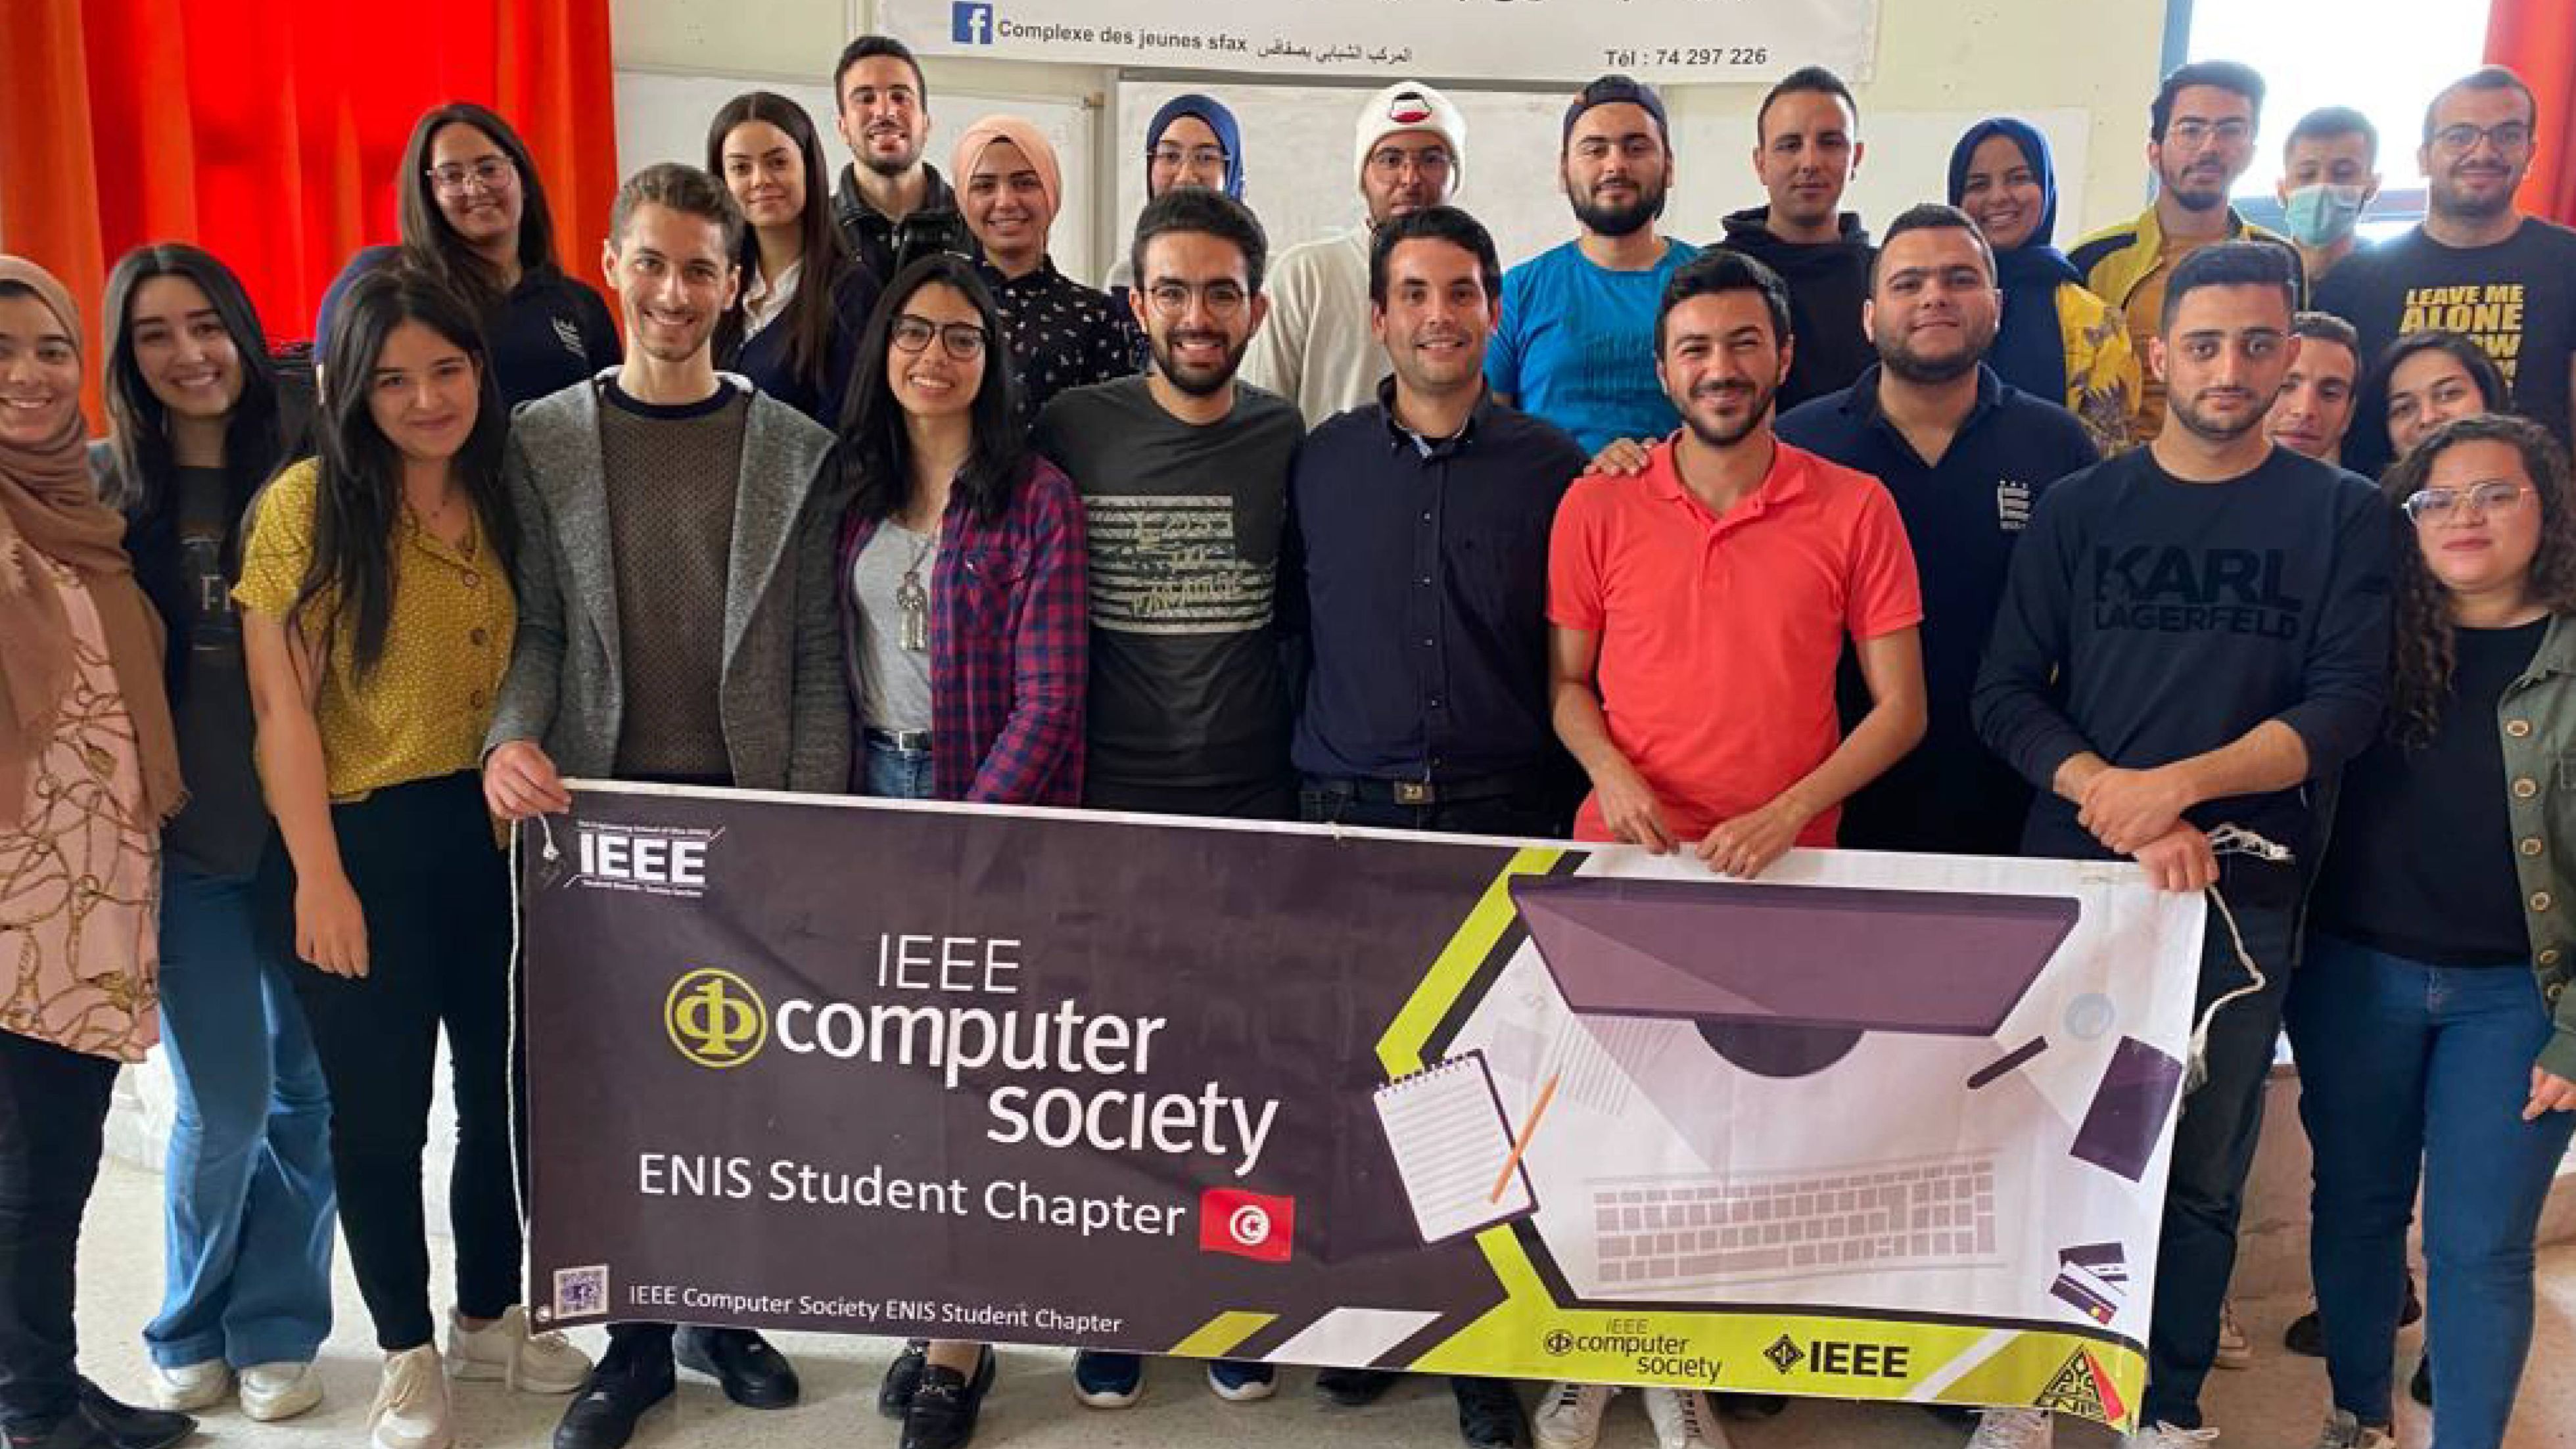 Complexe des jeunes sfax المركب الشبابي بصفاقس Tél : 74 297 226
LEAVE ME
ALONE
KARL
LAGERFELD
PARADISE
IEEE
IEEE
computer
society
ENIS Student Chapter
IEEE Computer Society ENIS Student Chapter
IEEE
computer
society
IEEE